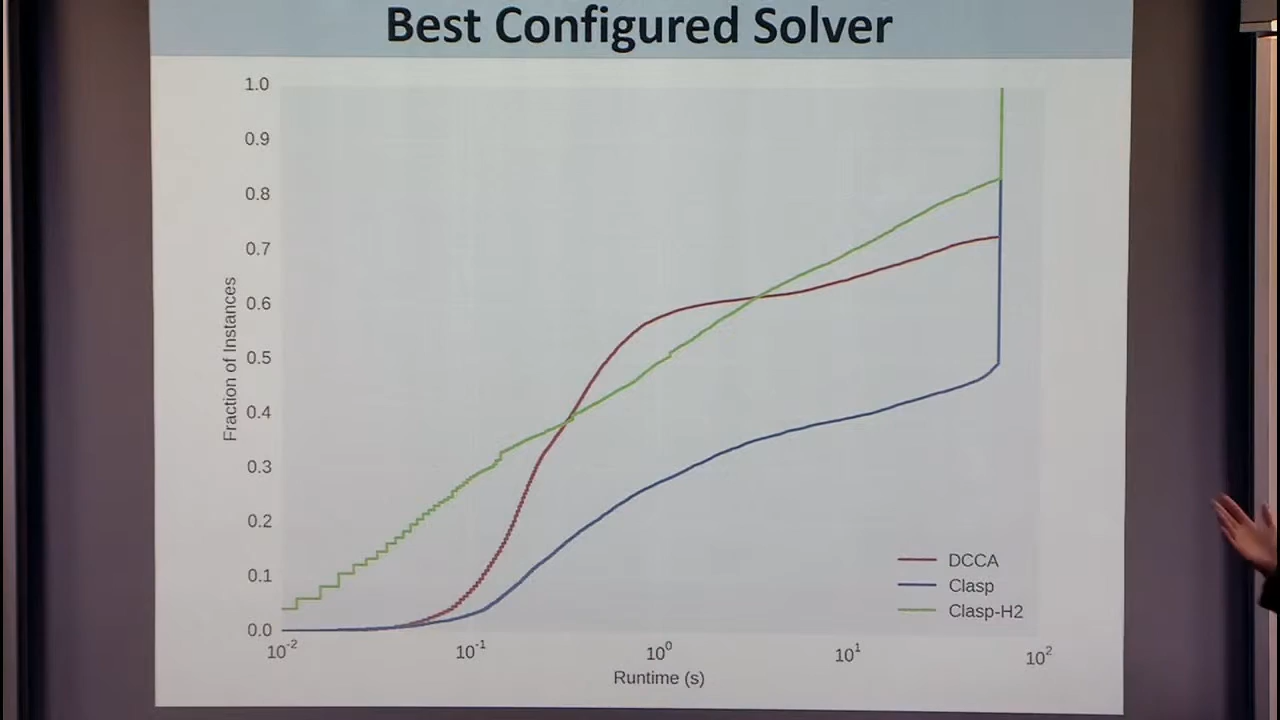 Best Configured Solver
1.0
0.9
0.8
0.7
0.6
0.5
0.4
0.3
0.2
0.1
0.0
Fraction of Instances
10⁻² 10⁻¹ 10⁰ 10¹ 10²
Runtime (s)
DCCA
Clasp
Clasp-H2